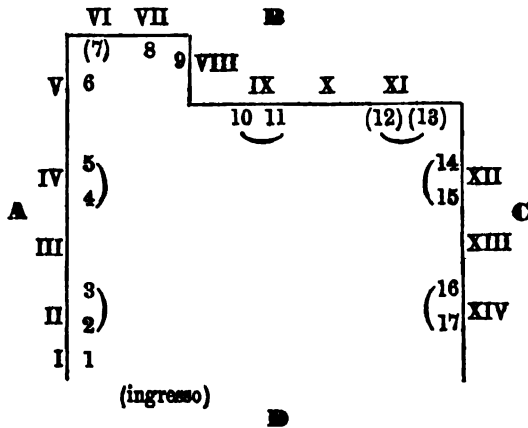 VI VII B
(7) 8 9 VIII
V 6 IX X XI
10 11 (12) (13)
IV 5 14 XII
4 15
A C
III XIII
3 16
II 2 17 XIV
I 1
(ingresso)
D